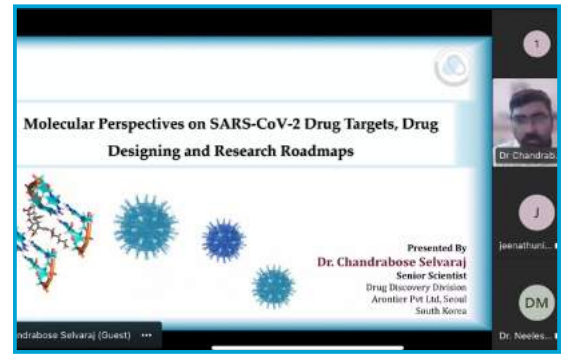 Molecular Perspectives on SARS-CoV-2 Drug Targets, Drug
Designing and Research Roadmaps
Presented By
Dr. Chandrabose Selvaraj
Senior Scientist
Drug Discovery Division
Arontier Pvt Ltd, Seoul
South Korea
ndrabose Selvaraj (Guest) •••
1
Dr Chandrab...
J
jeenathuni...
DM
Dr. Neeles...